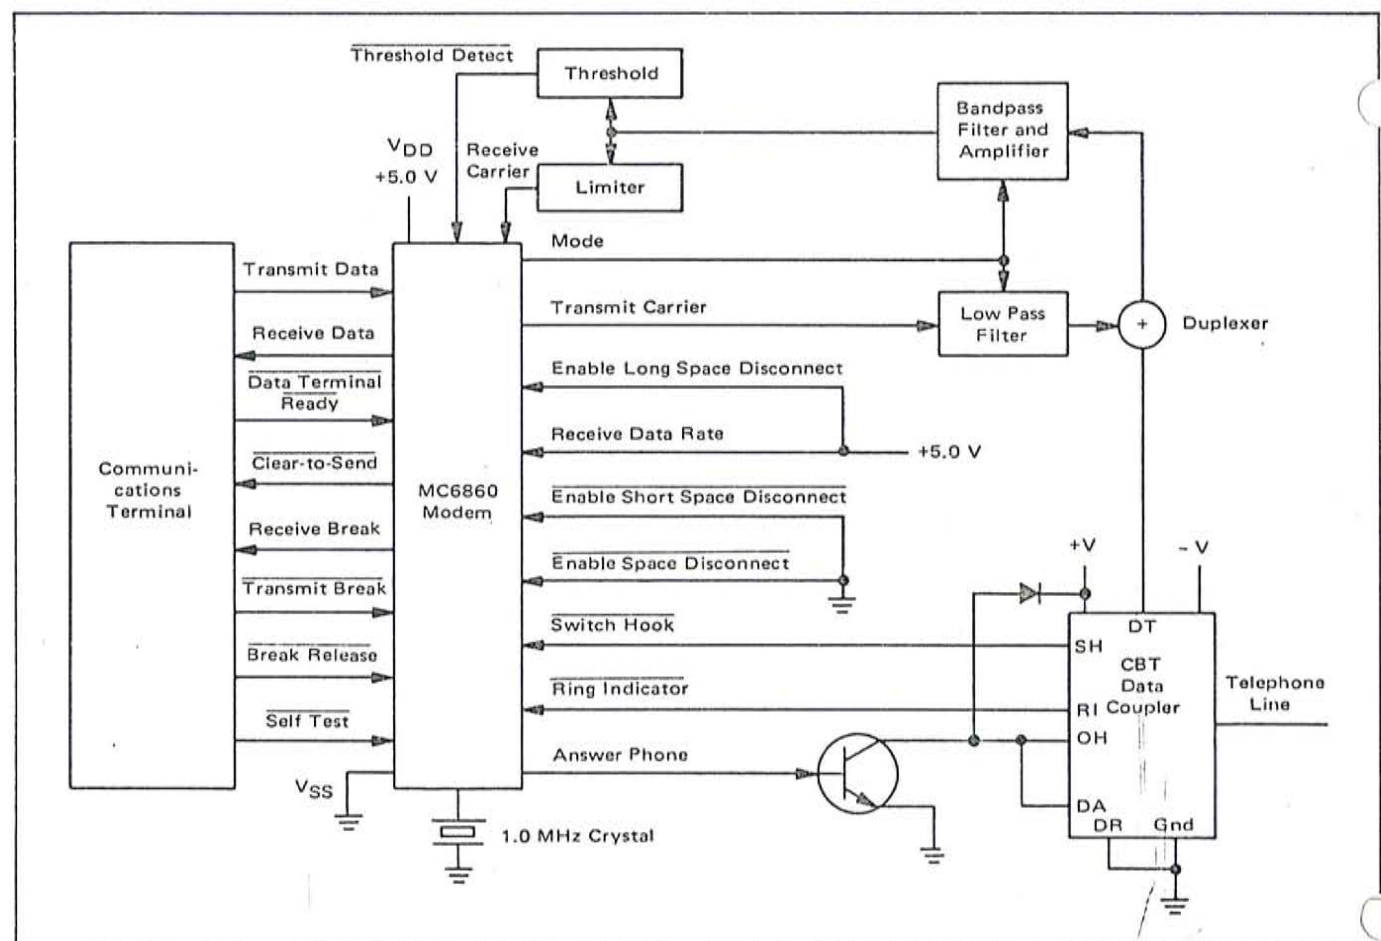 Threshold Detect
Threshold
Bandpass
Filter and
Amplifier
VDD
+5.0 V
Receive
Carrier
Limiter
Mode
Transmit Data
Transmit Carrier
Low Pass
Filter
+
Duplexer
Receive Data
Enable Long Space Disconnect
Data Terminal
Ready
Receive Data Rate
+5.0 V
Clear-to-Send
Communi-
cations
Terminal
MC6860
Modem
Enable Short Space Disconnect
Receive Break
Enable Space Disconnect
+V
- V
Transmit Break
Switch Hook
SH
DT
CBT
Data
Coupler
Break Release
Ring Indicator
RI
Telephone
Line
Self Test
OH
Answer Phone
VSS
DA
DR
Gnd
1.0 MHz Crystal